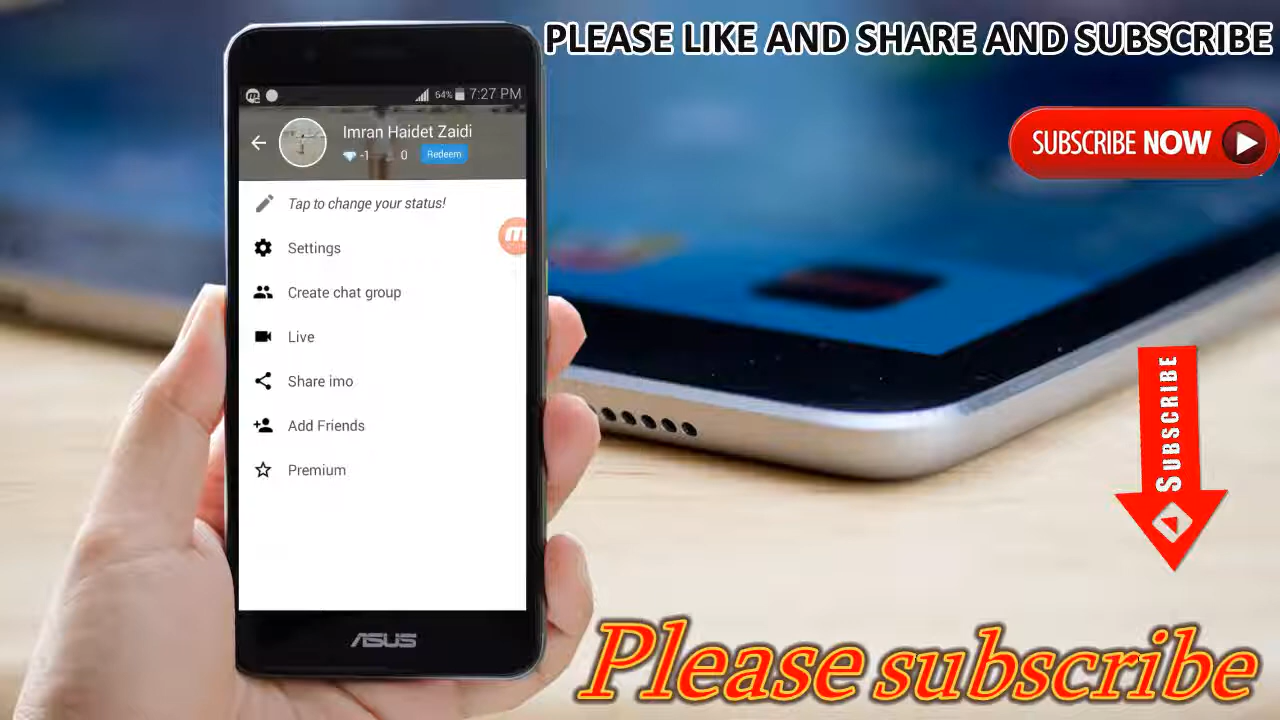 PLEASE LIKE AND SHARE AND SUBSCRIBE
SUBSCRIBE NOW
64% 7:27 PM
Imran Haidet Zaidi
-1 0 Redeem
Tap to change your status!
Settings
Create chat group
Live
Share imo
Add Friends
Premium
ASUS
SUBSCRIBE
Please subscribe